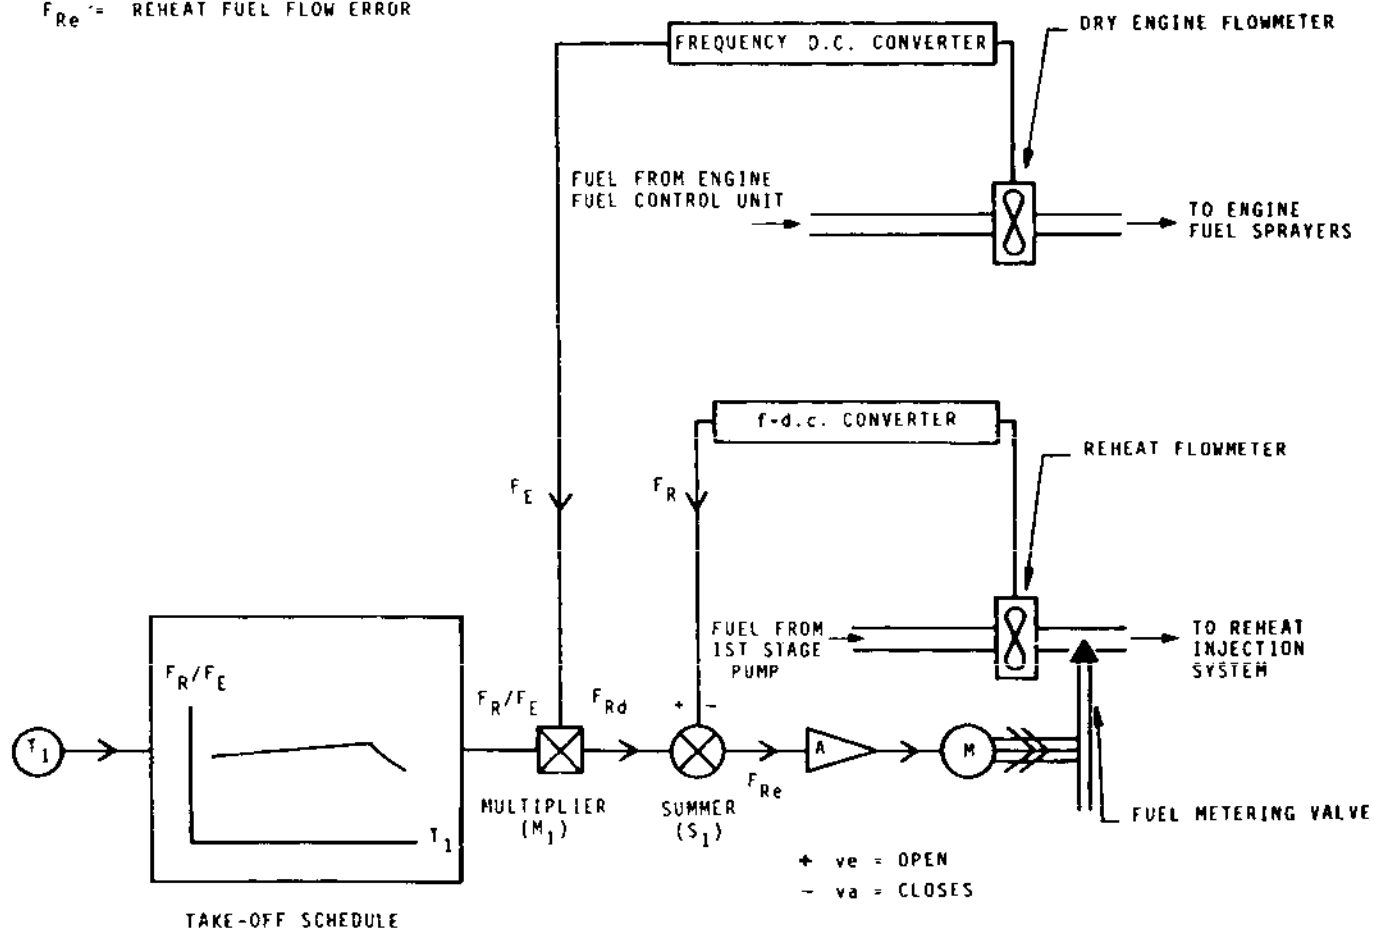 F_Re = REHEAT FUEL FLOW ERROR
FREQUENCY D.C. CONVERTER
DRY ENGINE FLOWMETER
FUEL FROM ENGINE
FUEL CONTROL UNIT
TO ENGINE
FUEL SPRAYERS
f-d.c. CONVERTER
REHEAT FLOWMETER
F_E
F_R
FUEL FROM
1ST STAGE
PUMP
TO REHEAT
INJECTION
SYSTEM
F_R/F_E
F_R/F_E
F_Rd
+ -
T_1
A
M
F_Re
T_1
MULTIPLIER
(M_1)
SUMMER
(S_1)
FUEL METERING VALVE
+ ve = OPEN
- va = CLOSES
TAKE-OFF SCHEDULE